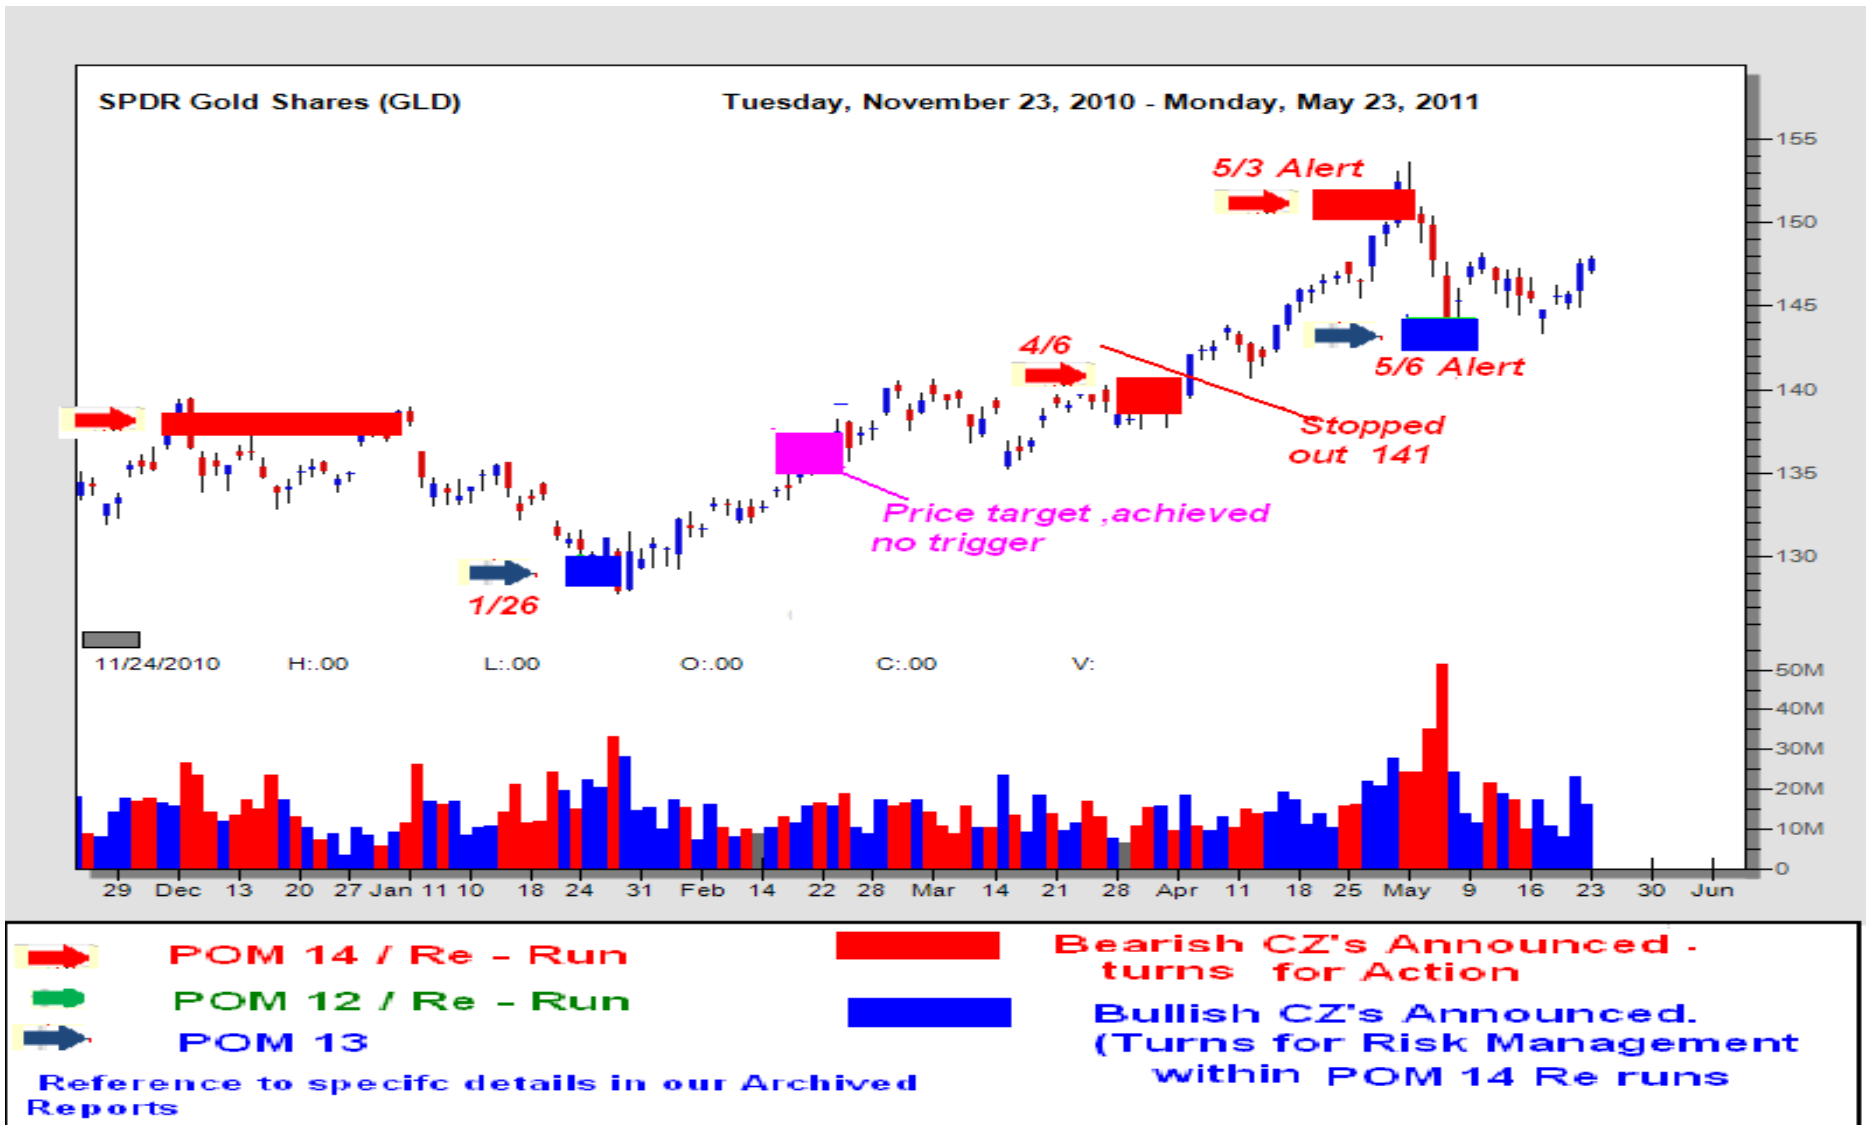 SPDR Gold Shares (GLD) Tuesday, November 23, 2010 - Monday, May 23, 2011
155
5/3 Alert
150
145
4/6
5/6 Alert
140
Stopped
out 141
135
Price target ,achieved
no trigger
130
1/26
11/24/2010 H:.00 L:.00 O:.00 C:.00 V:
50M
40M
30M
20M
10M
0
29 Dec 13 20 27 Jan 11 10 18 24 31 Feb 14 22 28 Mar 14 21 28 Apr 11 18 25 May 9 16 23 30 Jun
POM 14 / Re - Run
POM 12 / Re - Run
POM 13
Reference to specifc details in our Archived
Reports
Bearish CZ's Announced -
turns for Action
Bullish CZ's Announced.
(Turns for Risk Management
within POM 14 Re runs